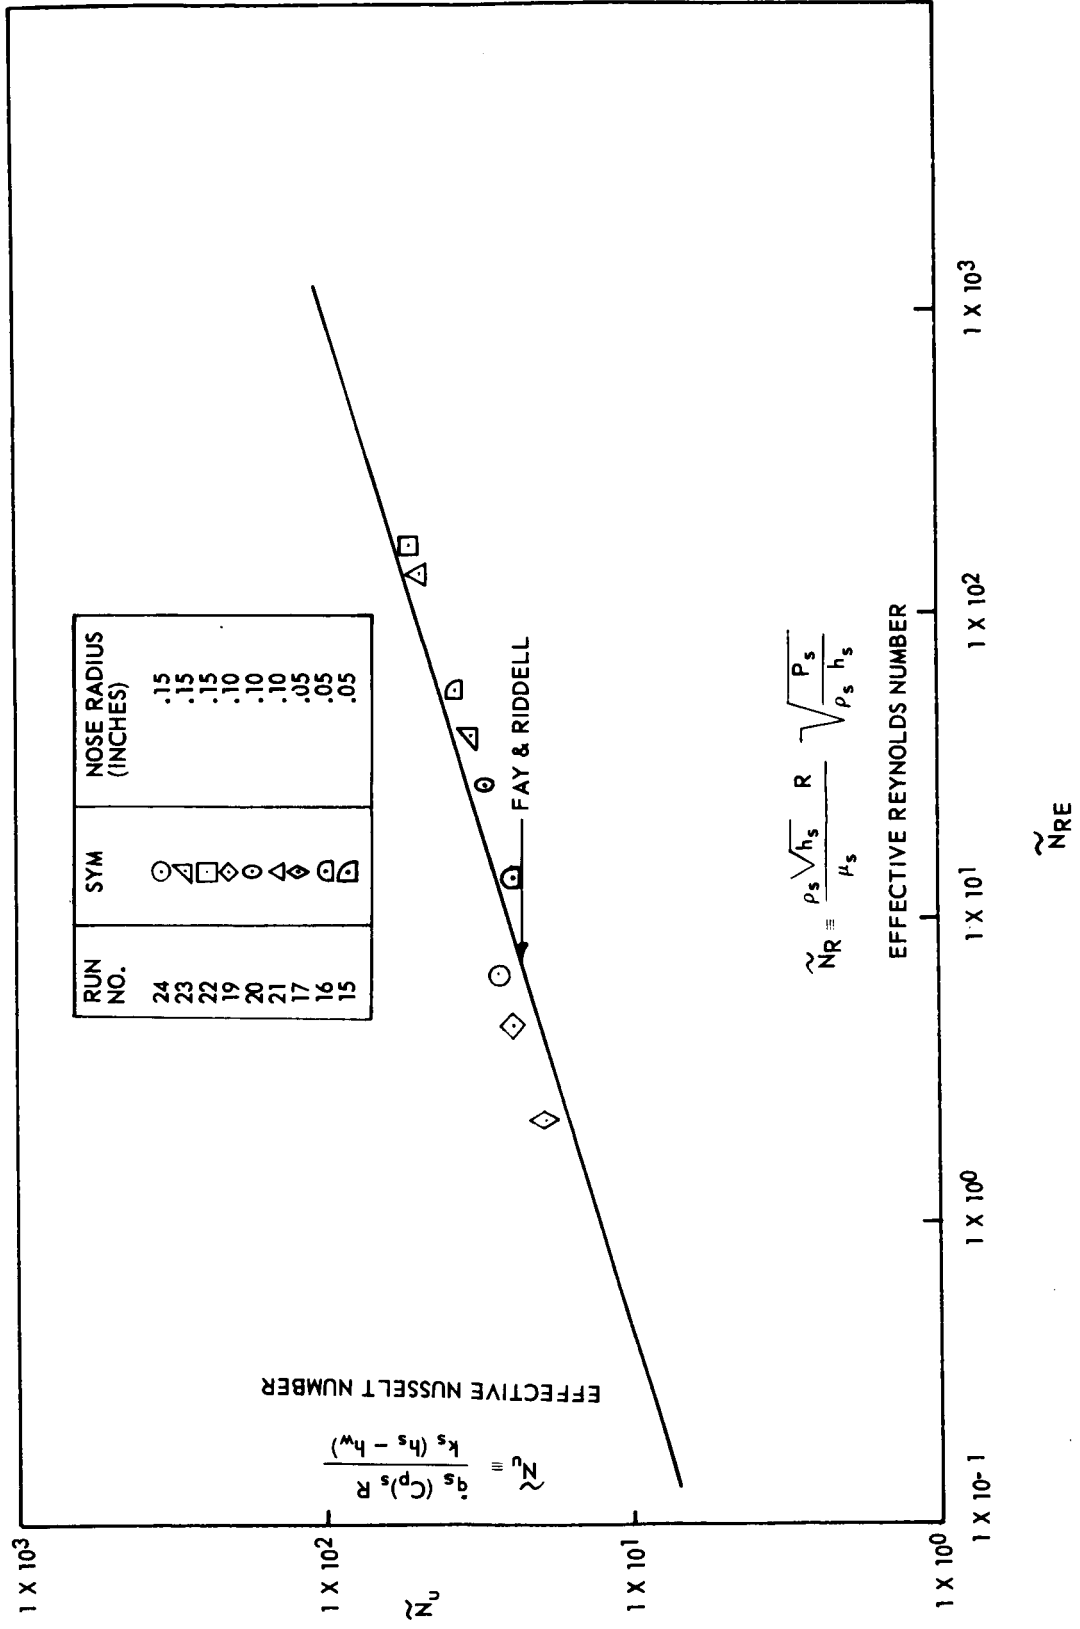 1 X 10³
1 X 10²
1 X 10¹
1 X 10⁰
Ñu
Ñu ≡ q̇s (Cp)s R / ks (hs – hw)
EFFECTIVE NUSSELT NUMBER
RUN NO. SYM NOSE RADIUS (INCHES)
24 .15
23 .15
22 .15
19 .10
20 .10
21 .10
17 .05
16 .05
15 .05
FAY & RIDDELL
ÑR ≡ ρs √hs R / μs √Ps / ρs hs
EFFECTIVE REYNOLDS NUMBER
1 X 10- 1
1 X 10⁰
1 X 10¹
1 X 10²
1 X 10³
ÑRE